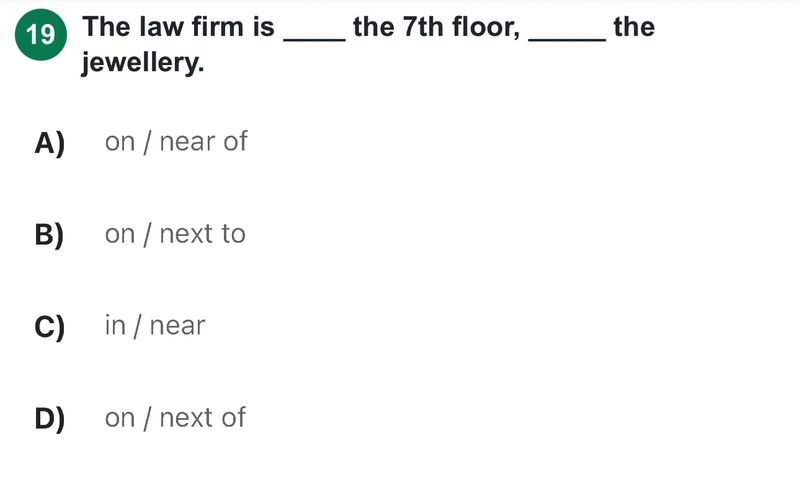 19 The law firm is ____ the 7th floor, _____ the
jewellery.
A) on / near of
B) on / next to
C) in / near
D) on / next of